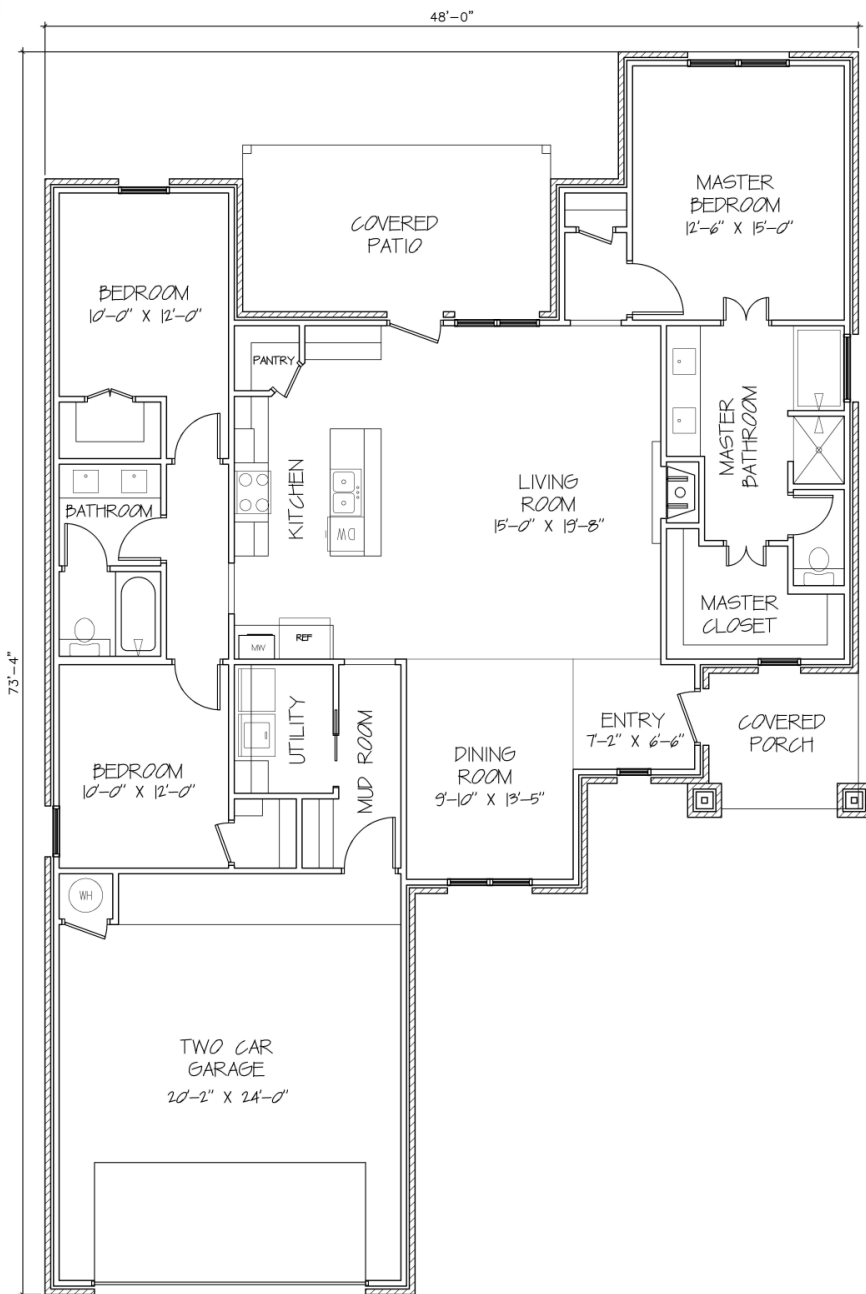 48'-0"
73'-4"
MASTER
BEDROOM
12'-6" X 15'-0"
COVERED
PATIO
BEDROOM
10'-0" X 12'-0"
PANTRY
KITCHEN
DW
LIVING
ROOM
15'-0" X 19'-8"
MASTER
BATHROOM
BATHROOM
MASTER
CLOSET
MW
REF
UTILITY
MUD ROOM
ENTRY
7'-2" X 6'-6"
COVERED
PORCH
DINING
ROOM
9'-10" X 13'-5"
BEDROOM
10'-0" X 12'-0"
WH
TWO CAR
GARAGE
20'-2" X 24'-0"